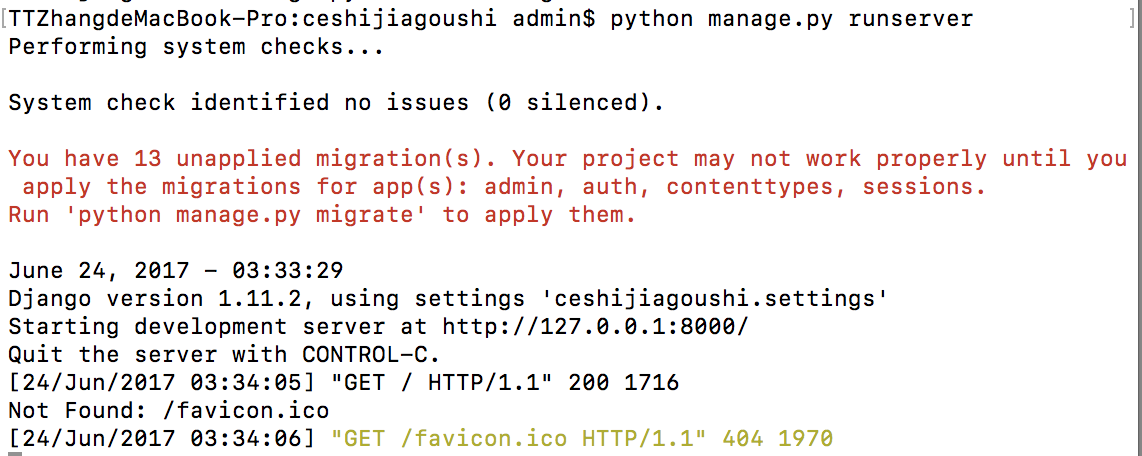 [TTZhangdeMacBook-Pro:ceshijiagoushi admin$ python manage.py runserver ]
Performing system checks...
System check identified no issues (0 silenced).
You have 13 unapplied migration(s). Your project may not work properly until you
apply the migrations for app(s): admin, auth, contenttypes, sessions.
Run 'python manage.py migrate' to apply them.
June 24, 2017 - 03:33:29
Django version 1.11.2, using settings 'ceshijiagoushi.settings'
Starting development server at http://127.0.0.1:8000/
Quit the server with CONTROL-C.
[24/Jun/2017 03:34:05] "GET / HTTP/1.1" 200 1716
Not Found: /favicon.ico
[24/Jun/2017 03:34:06] "GET /favicon.ico HTTP/1.1" 404 1970